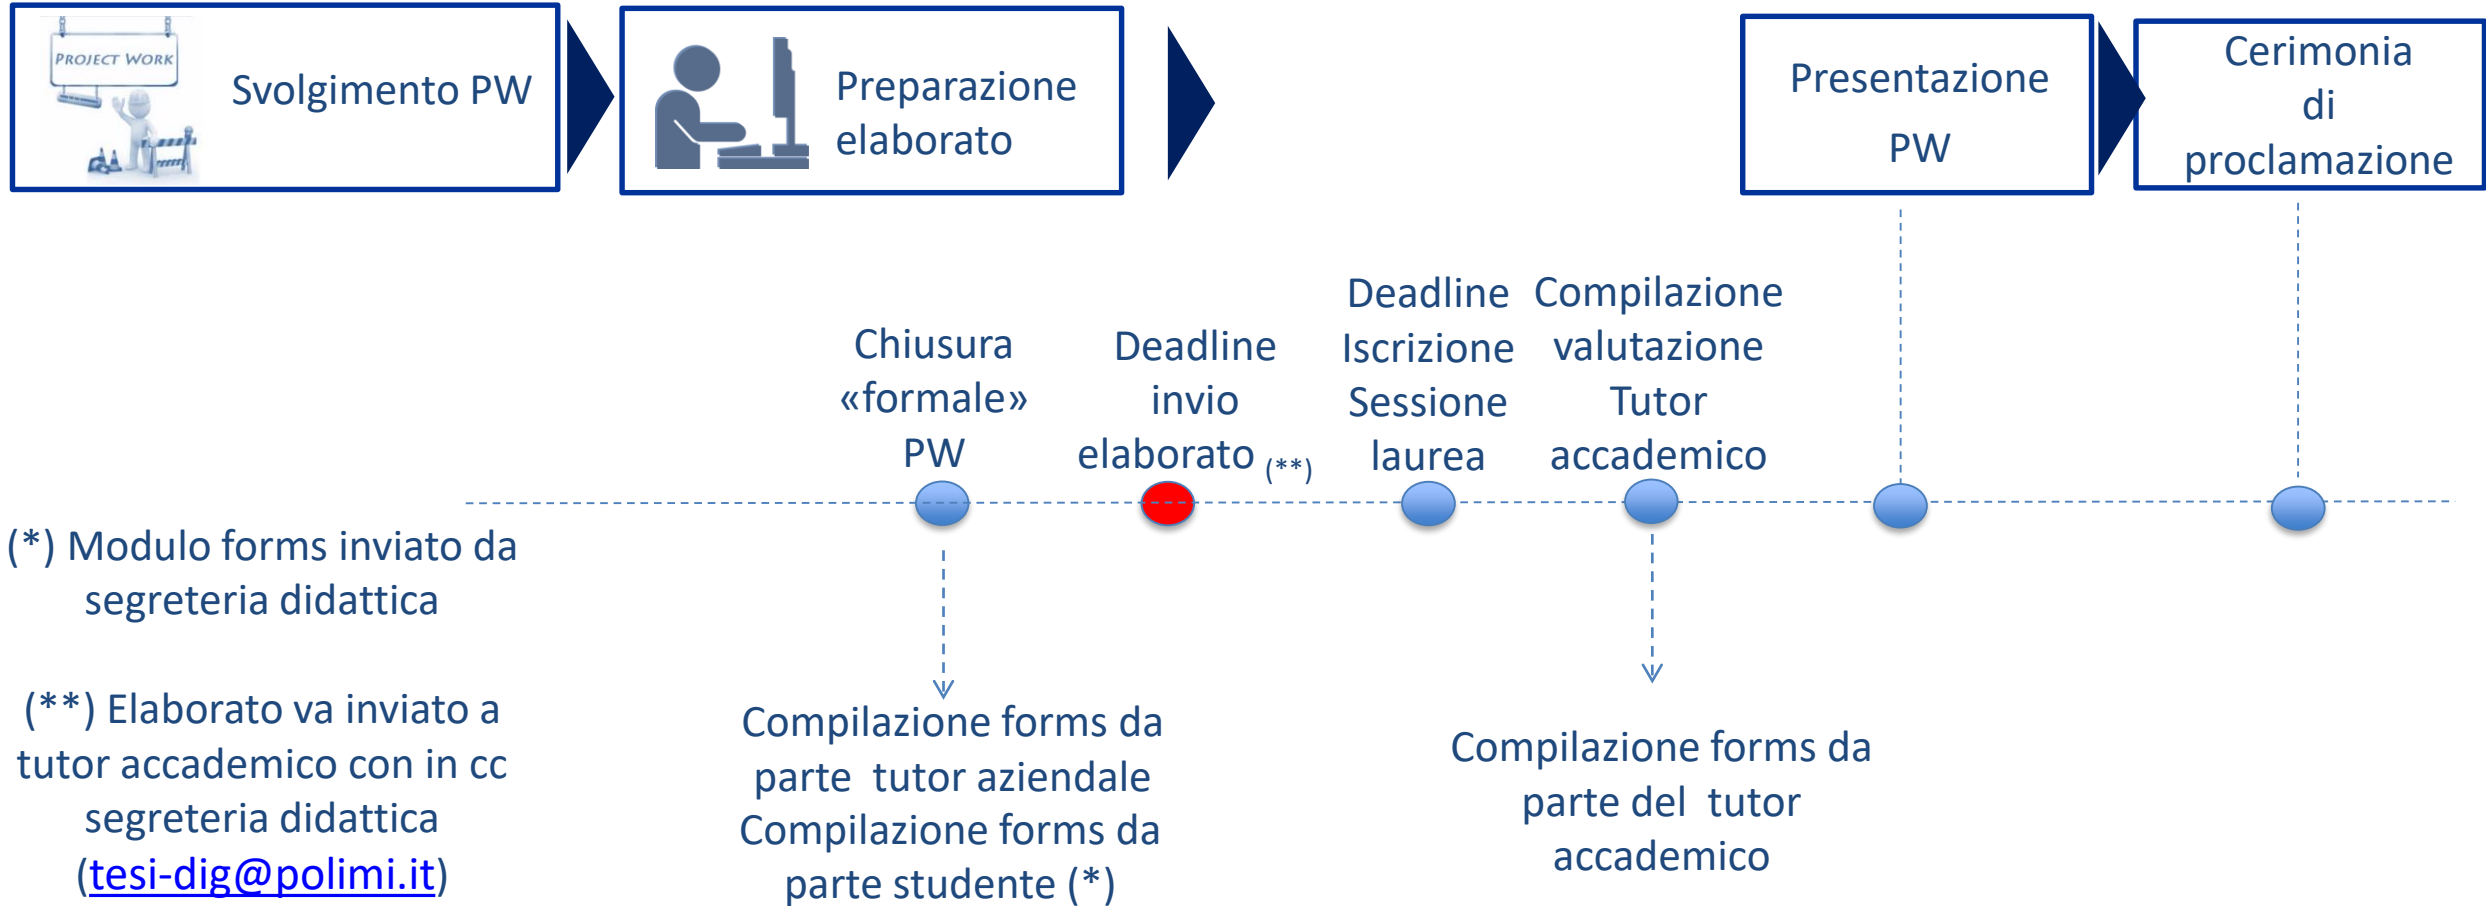 PROJECT WORK
Svolgimento PW
Preparazione
elaborato
Presentazione
PW
Cerimonia
di
proclamazione
Chiusura
«formale»
PW
Deadline
invio
elaborato (**)
Deadline
Iscrizione
Sessione
laurea
Compilazione
valutazione
Tutor
accademico
(*) Modulo forms inviato da
segreteria didattica
(**) Elaborato va inviato a
tutor accademico con in cc
segreteria didattica
(tesi-dig@polimi.it)
Compilazione forms da
parte tutor aziendale
Compilazione forms da
parte studente (*)
Compilazione forms da
parte del tutor
accademico